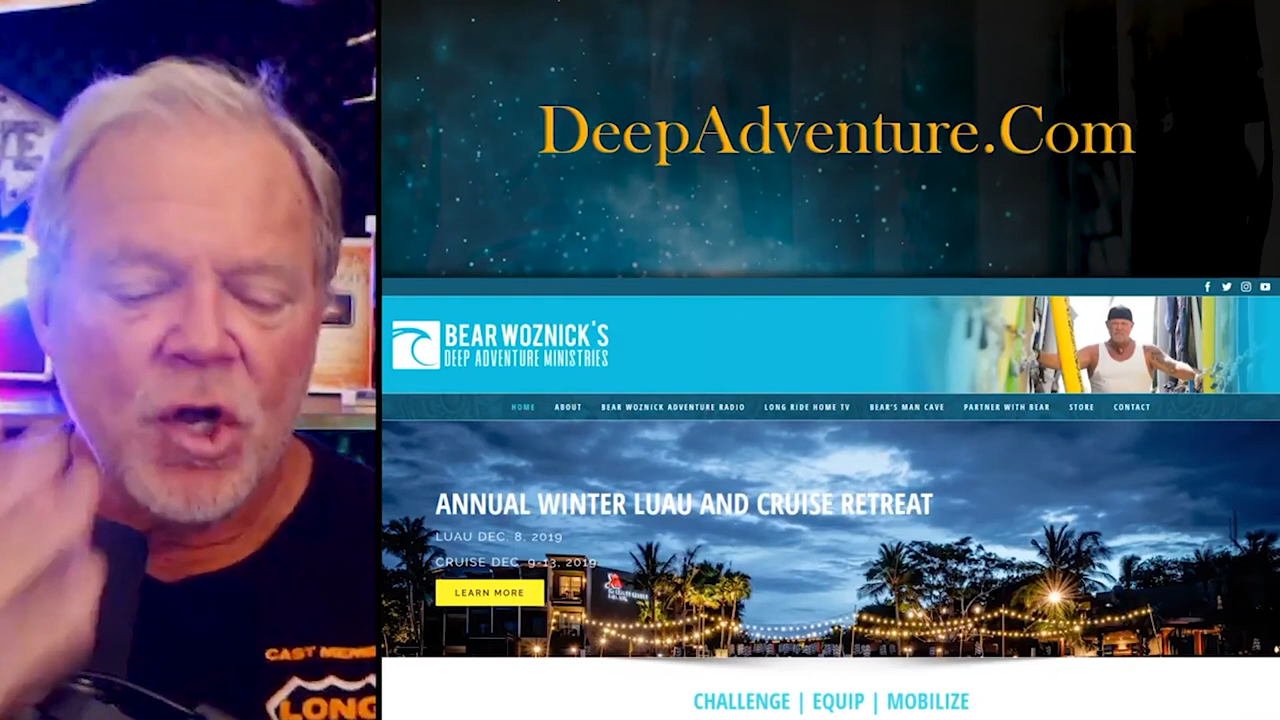 DeepAdventure.Com
BEAR WOZNICK'S
DEEP ADVENTURE MINISTRIES
HOME ABOUT BEAR WOZNICK ADVENTURE RADIO LONG RIDE HOME TV BEAR'S MAN CAVE PARTNER WITH BEAR STORE CONTACT
ANNUAL WINTER LUAU AND CRUISE RETREAT
LUAU DEC. 8, 2019
CRUISE DEC. 9-13, 2019
LEARN MORE
CHALLENGE | EQUIP | MOBILIZE
CAST MEM
LONG